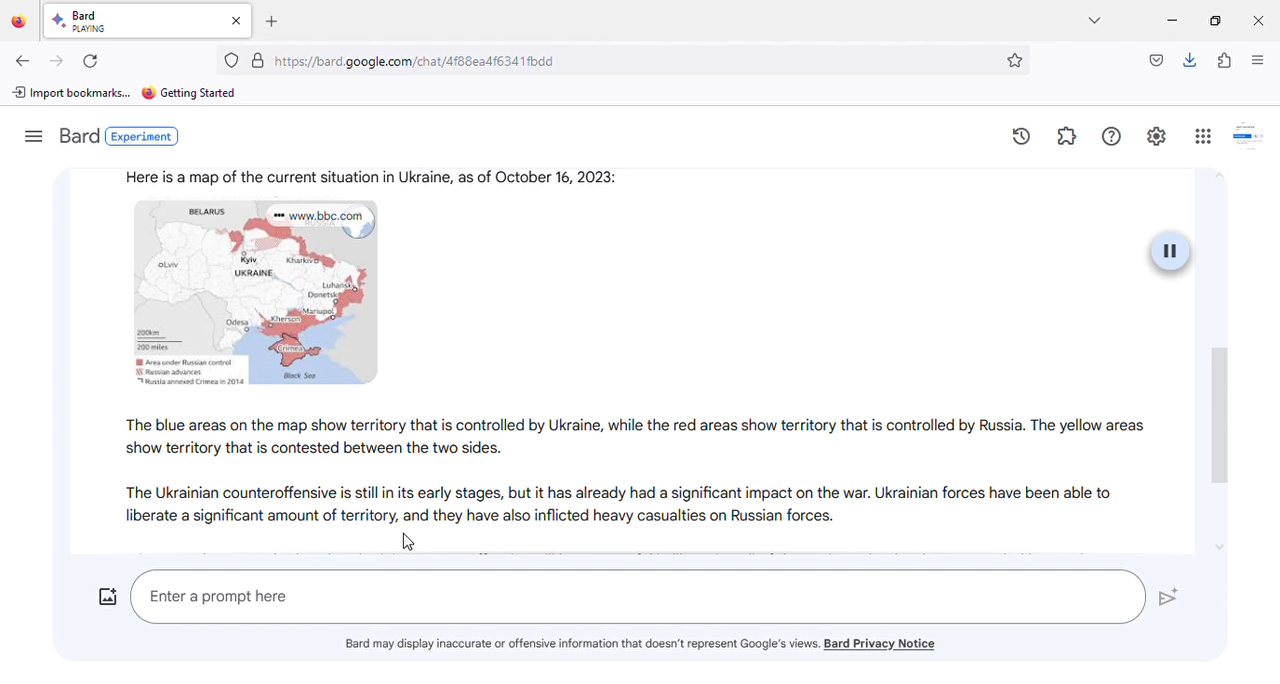 Bard
PLAYING
https://bard.google.com/chat/4f88ea4f6341fbdd
Import bookmarks...
Getting Started
Bard Experiment
Here is a map of the current situation in Ukraine, as of October 16, 2023:
BELARUS
www.bbc.com
Kyiv
Lviv
Kharkiv
UKRAINE
Luhansk
Donetsk
Mariupol
Kherson
Odesa
200km
200 miles
Crimea
Area under Russian control
Russian advances
Russia annexed Crimea in 2014
Black Sea
The blue areas on the map show territory that is controlled by Ukraine, while the red areas show territory that is controlled by Russia. The yellow areas
show territory that is contested between the two sides.
The Ukrainian counteroffensive is still in its early stages, but it has already had a significant impact on the war. Ukrainian forces have been able to
liberate a significant amount of territory, and they have also inflicted heavy casualties on Russian forces.
Enter a prompt here
Bard may display inaccurate or offensive information that doesn't represent Google's views. Bard Privacy Notice